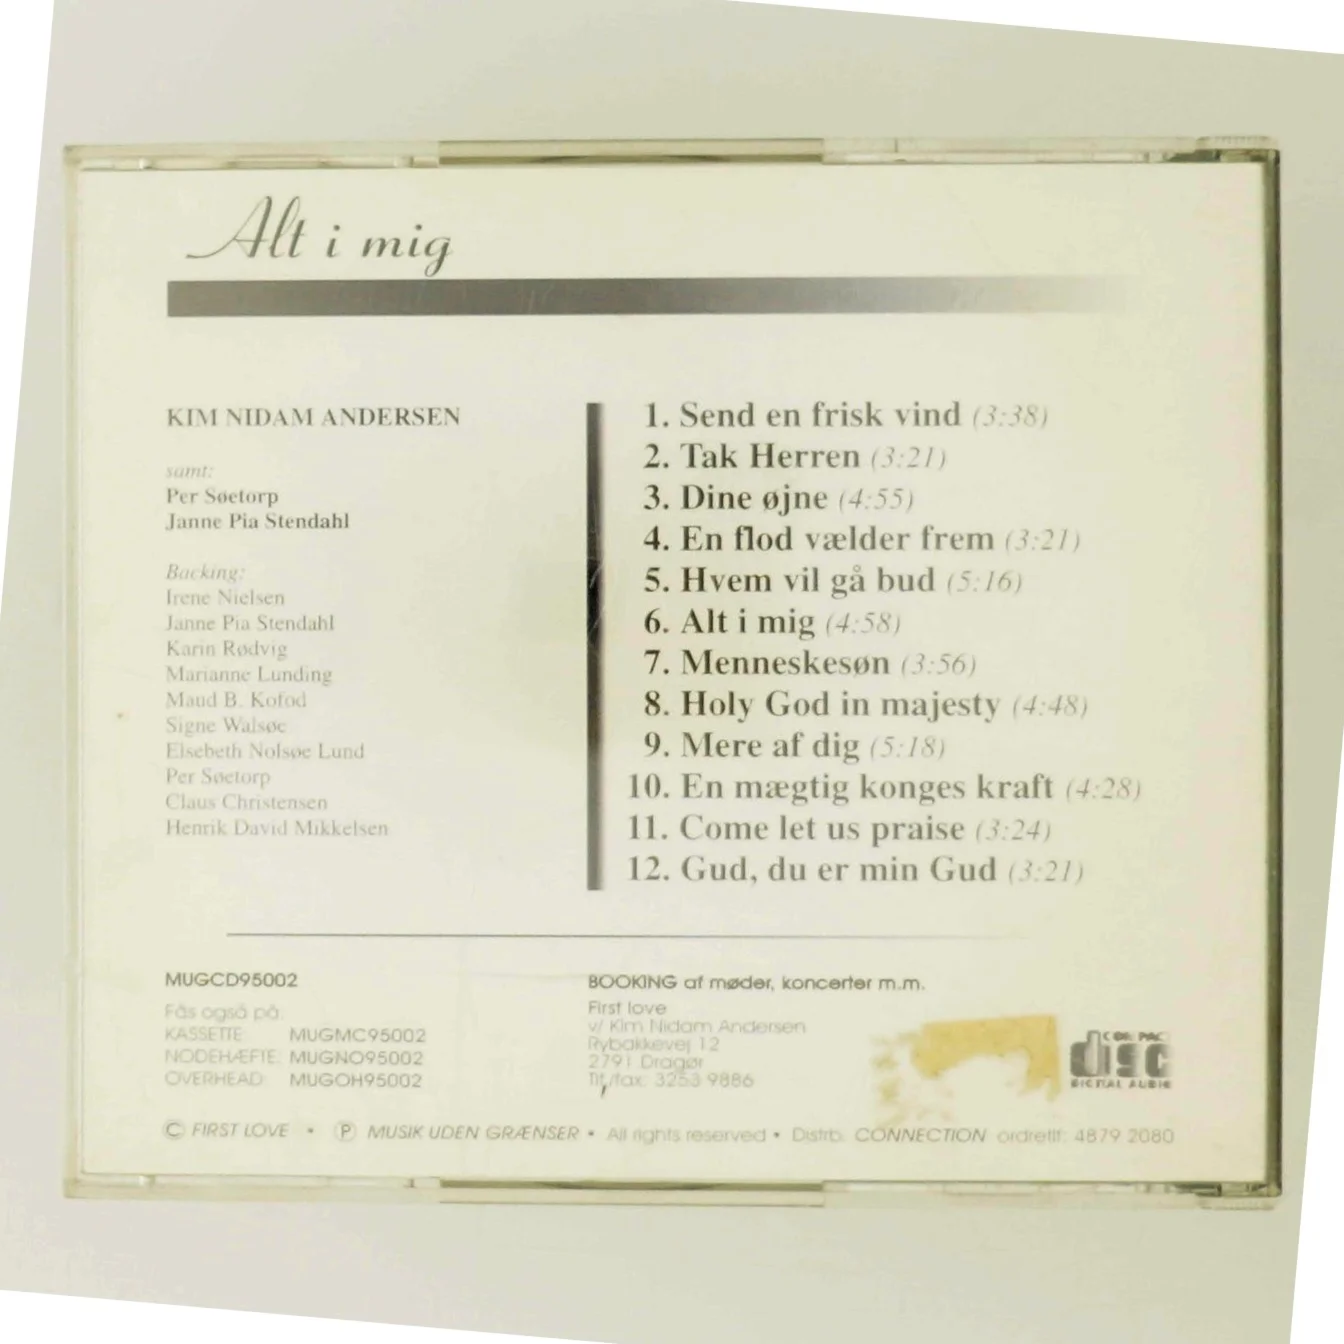 Alt i mig
KIM NIDAM ANDERSEN
samt:
Per Søetorp
Janne Pia Stendahl
Backing:
Irene Nielsen
Janne Pia Stendahl
Karin Rødvig
Marianne Lunding
Maud B. Kofod
Signe Walsøe
Elsebeth Nolsøe Lund
Per Søetorp
Claus Christensen
Henrik David Mikkelsen
1. Send en frisk vind (3:38)
2. Tak Herren (3:21)
3. Dine øjne (4:55)
4. En flod vælder frem (3:21)
5. Hvem vil gå bud (5:16)
6. Alt i mig (4:58)
7. Menneskesøn (3:56)
8. Holy God in majesty (4:48)
9. Mere af dig (5:18)
10. En mægtig konges kraft (4:28)
11. Come let us praise (3:24)
12. Gud, du er min Gud (3:21)
MUGCD95002
Fås også på:
KASSETTE: MUGMC95002
NODEHÆFTE: MUGNO95002
OVERHEAD: MUGOH95002
BOOKING af møder, koncerter m.m.
First love
v/ Kim Nidam Andersen
Rybakkevej 12
2791 Dragør
Tlf./fax: 3253 9886
COMPACT
disc
DIGITAL AUDIO
© FIRST LOVE • ℗ MUSIK UDEN GRÆNSER • All rights reserved • Distrib. CONNECTION ordretlf: 4879 2080